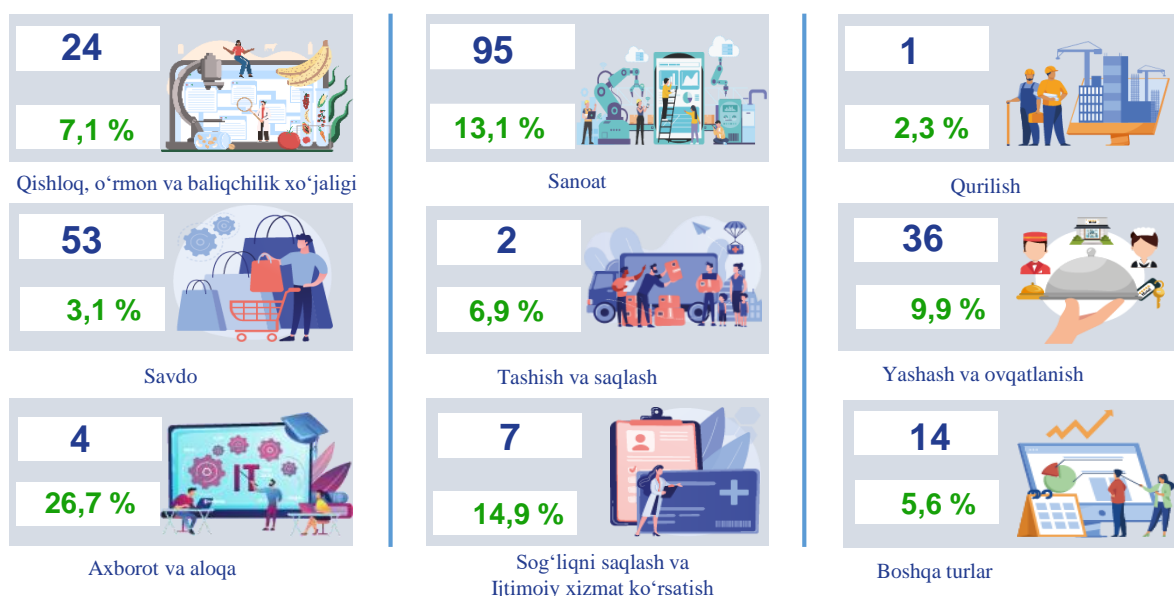 24
7,1 %
Qishloq, o‘rmon va baliqchilik xo‘jaligi
95
13,1 %
Sanoat
1
2,3 %
Qurilish
53
3,1 %
Savdo
2
6,9 %
Tashish va saqlash
36
9,9 %
Yashash va ovqatlanish
4
26,7 %
IT
Axborot va aloqa
7
14,9 %
Sog‘liqni saqlash va
Ijtimoiy xizmat ko‘rsatish
14
5,6 %
Boshqa turlar